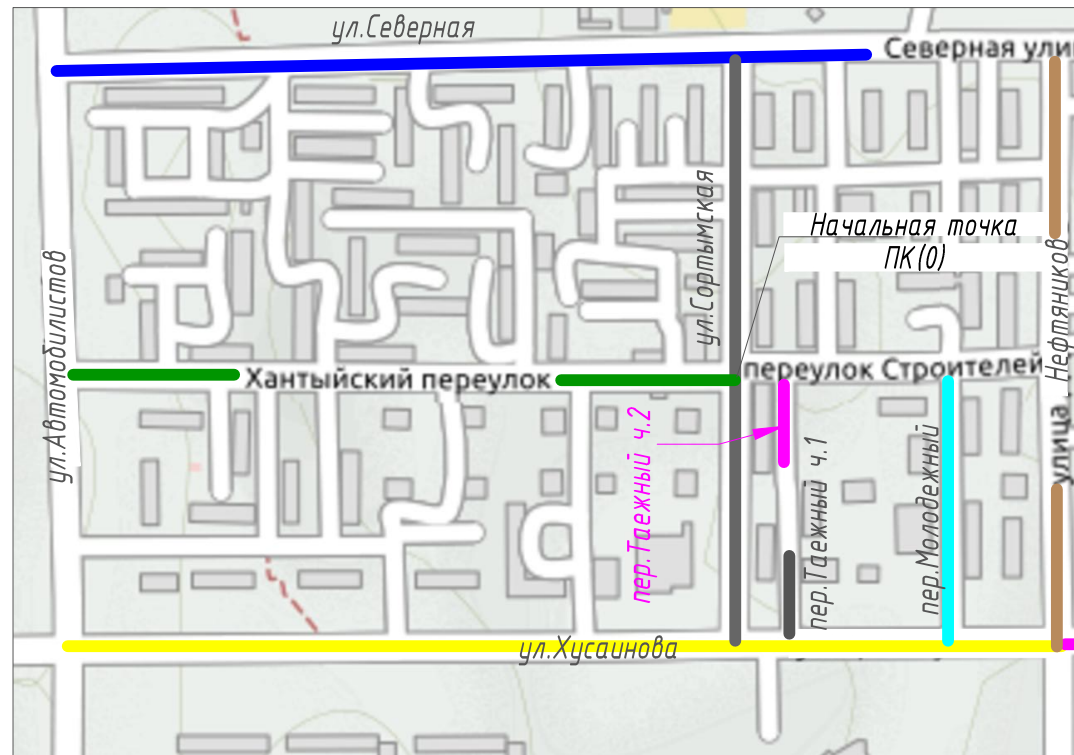 ул.Северная
Северная ули
ул.Сортымская
Начальная точка
ПК(0)
ул.Автомобилистов
Хантыйский переулок
переулок Строителей
улица Нефтяников
пер.Таежный ч.2
пер.Таежный ч.1
пер.Молодежный
ул.Хусаинова